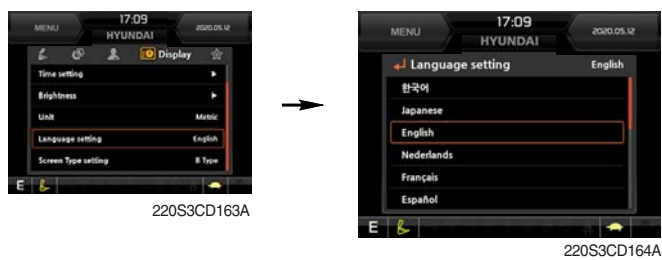 MENU
17:09
2020.05.12
HYUNDAI
Display
Time setting
Brightness
Unit Metric
Language setting English
Screen Type setting B Type
E
220S3CD163A
MENU
17:09
2020.05.12
HYUNDAI
Language setting English
한국어
Japanese
English
Nederlands
Français
Español
E
220S3CD164A